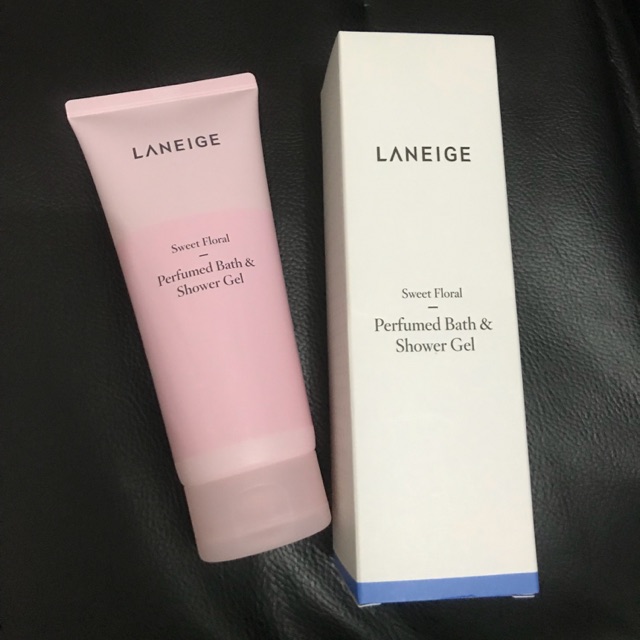 LANEIGE
Sweet Floral
Perfumed Bath &
Shower Gel
LANEIGE
Sweet Floral
Perfumed Bath &
Shower Gel